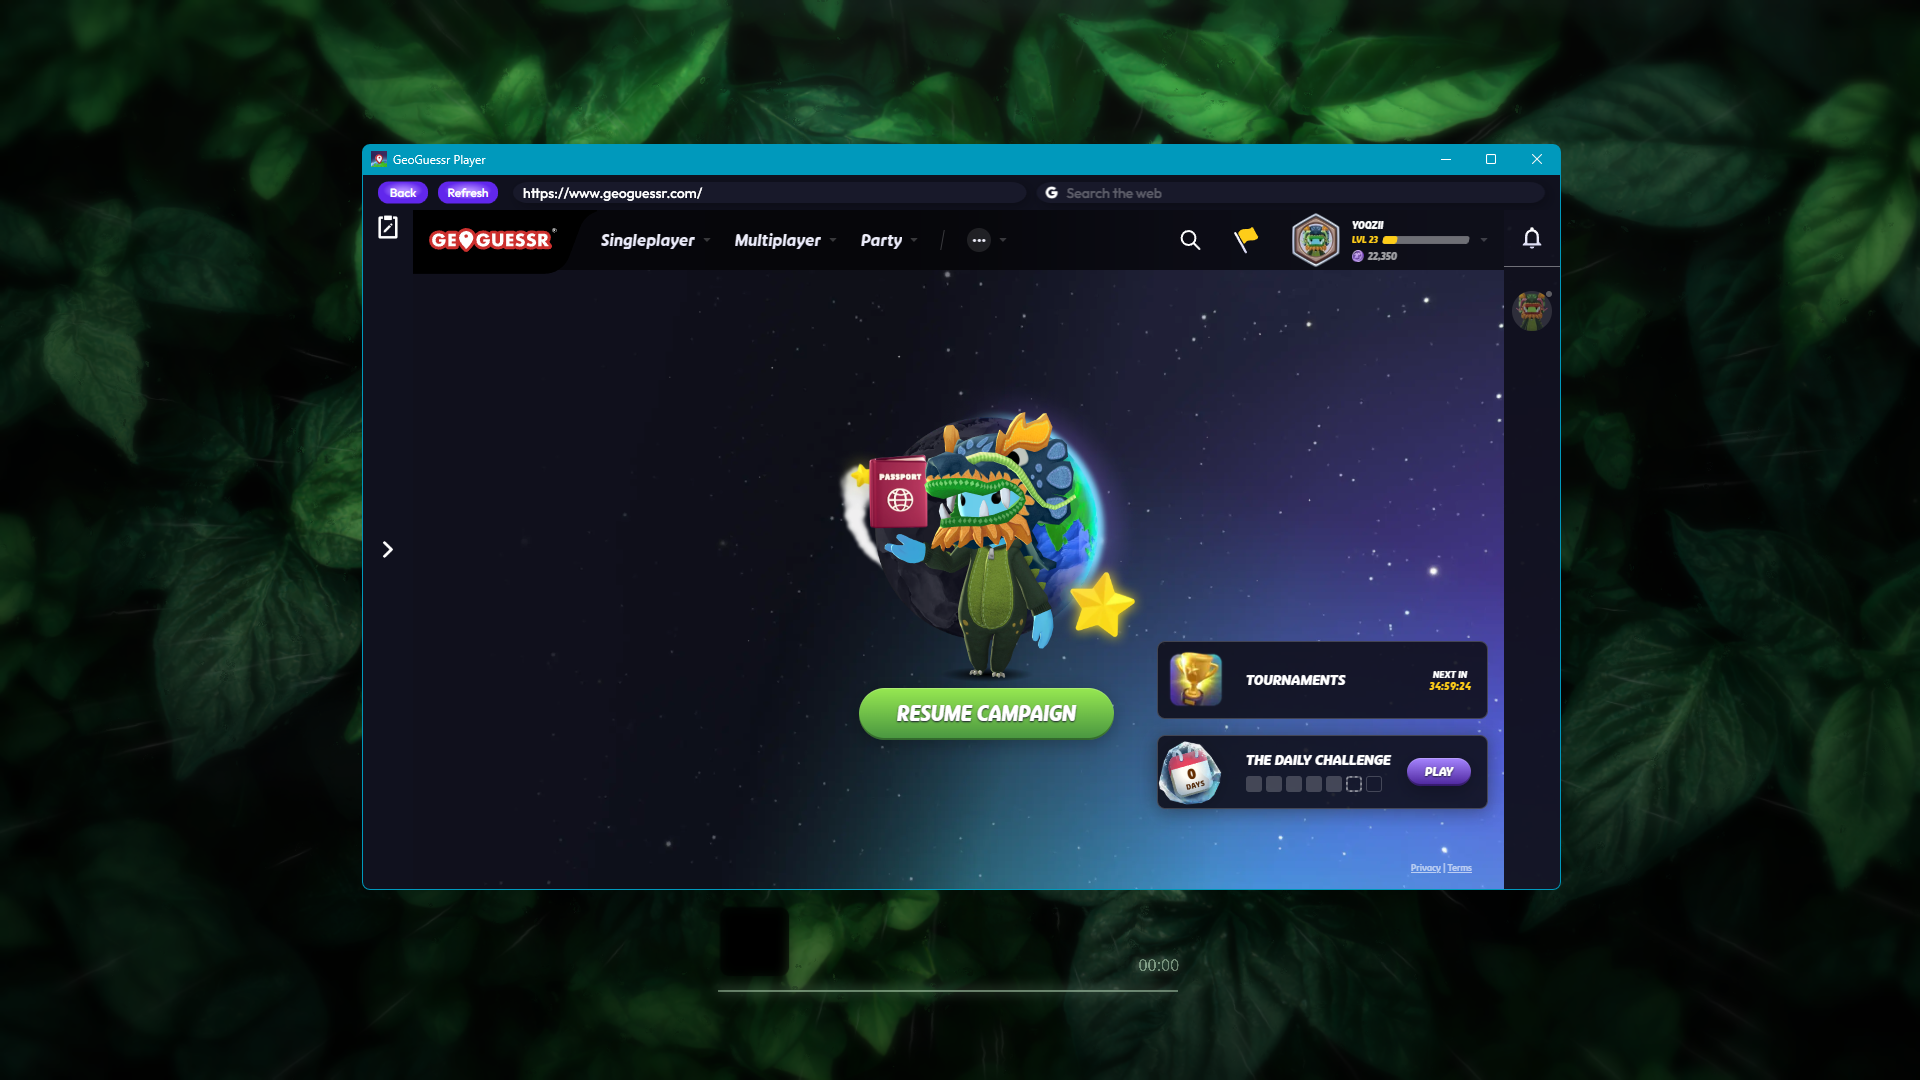 GeoGuessr Player
Back
Refresh
https://www.geoguessr.com/
G Search the web
GEOGUESSR
Singleplayer
Multiplayer
Party
YOQZII
LVL 23
22,350
PASSPORT
RESUME CAMPAIGN
TOURNAMENTS
NEXT IN
34:59:24
0
DAYS
THE DAILY CHALLENGE
PLAY
Privacy | Terms
00:00